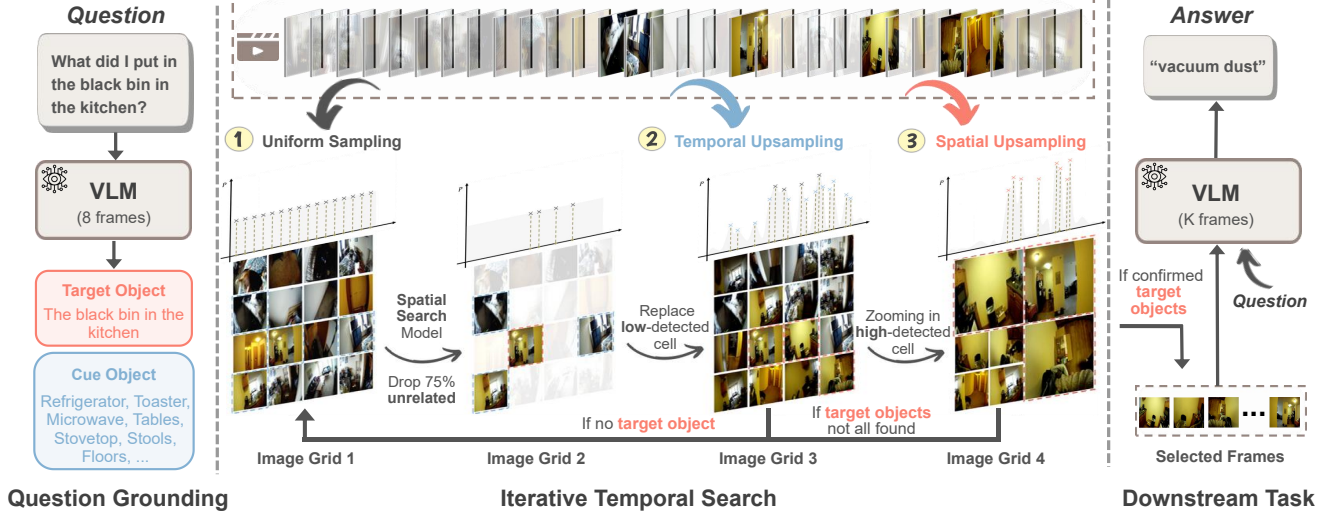 Question
What did I put in
the black bin in
the kitchen?
VLM
(8 frames)
Target Object
The black bin in the
kitchen
Cue Object
Refrigerator, Toaster,
Microwave, Tables,
Stovetop, Stools,
Floors, ...
Question Grounding
1 Uniform Sampling
2 Temporal Upsampling
3 Spatial Upsampling
Spatial
Search
Model
Drop 75%
unrelated
Replace
low-detected
cell
Zooming in
high-detected
cell
If no target object
If target objects
not all found
Image Grid 1
Image Grid 2
Image Grid 3
Image Grid 4
Iterative Temporal Search
Answer
“vacuum dust”
VLM
(K frames)
If confirmed
target
objects
Question
...
Selected Frames
Downstream Task